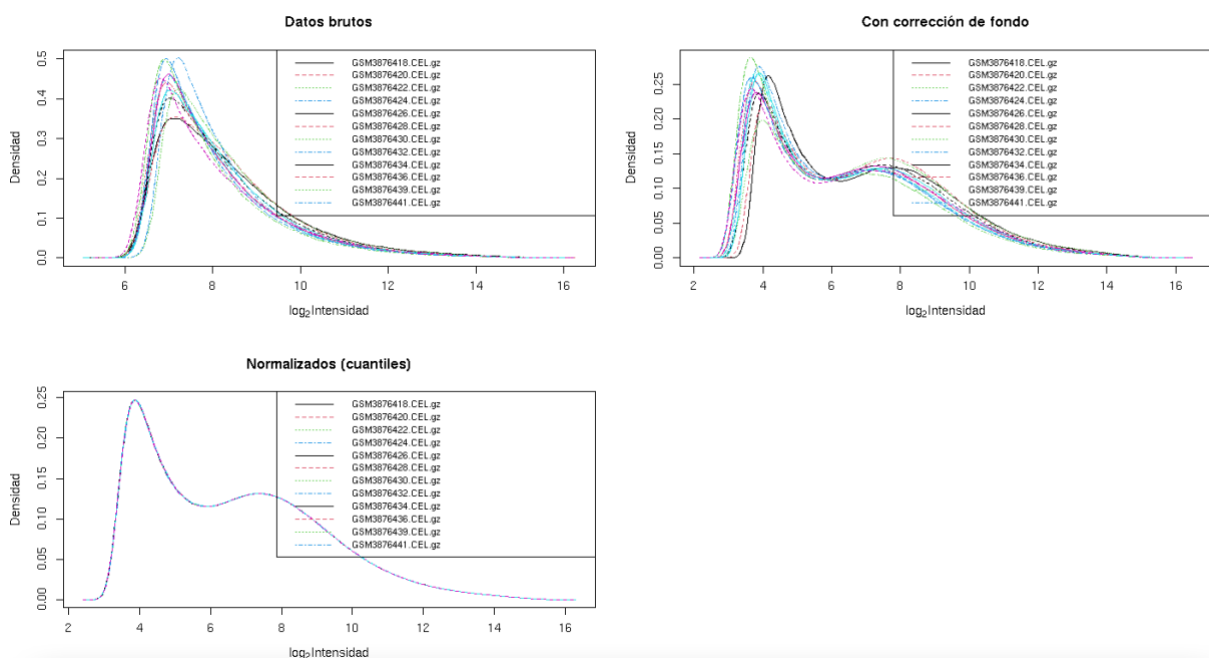 Datos brutos
Densidad
0.5
0.4
0.3
0.2
0.1
0.0
GSM3876418.CEL.gz
GSM3876420.CEL.gz
GSM3876422.CEL.gz
GSM3876424.CEL.gz
GSM3876426.CEL.gz
GSM3876428.CEL.gz
GSM3876430.CEL.gz
GSM3876432.CEL.gz
GSM3876434.CEL.gz
GSM3876436.CEL.gz
GSM3876439.CEL.gz
GSM3876441.CEL.gz
6 8 10 12 14 16
log₂Intensidad
Con corrección de fondo
Densidad
0.25
0.20
0.15
0.10
0.05
0.00
GSM3876418.CEL.gz
GSM3876420.CEL.gz
GSM3876422.CEL.gz
GSM3876424.CEL.gz
GSM3876426.CEL.gz
GSM3876428.CEL.gz
GSM3876430.CEL.gz
GSM3876432.CEL.gz
GSM3876434.CEL.gz
GSM3876436.CEL.gz
GSM3876439.CEL.gz
GSM3876441.CEL.gz
2 4 6 8 10 12 14 16
log₂Intensidad
Normalizados (cuantiles)
Densidad
0.25
0.20
0.15
0.10
0.05
0.00
GSM3876418.CEL.gz
GSM3876420.CEL.gz
GSM3876422.CEL.gz
GSM3876424.CEL.gz
GSM3876426.CEL.gz
GSM3876428.CEL.gz
GSM3876430.CEL.gz
GSM3876432.CEL.gz
GSM3876434.CEL.gz
GSM3876436.CEL.gz
GSM3876439.CEL.gz
GSM3876441.CEL.gz
2 4 6 8 10 12 14 16
log₂Intensidad